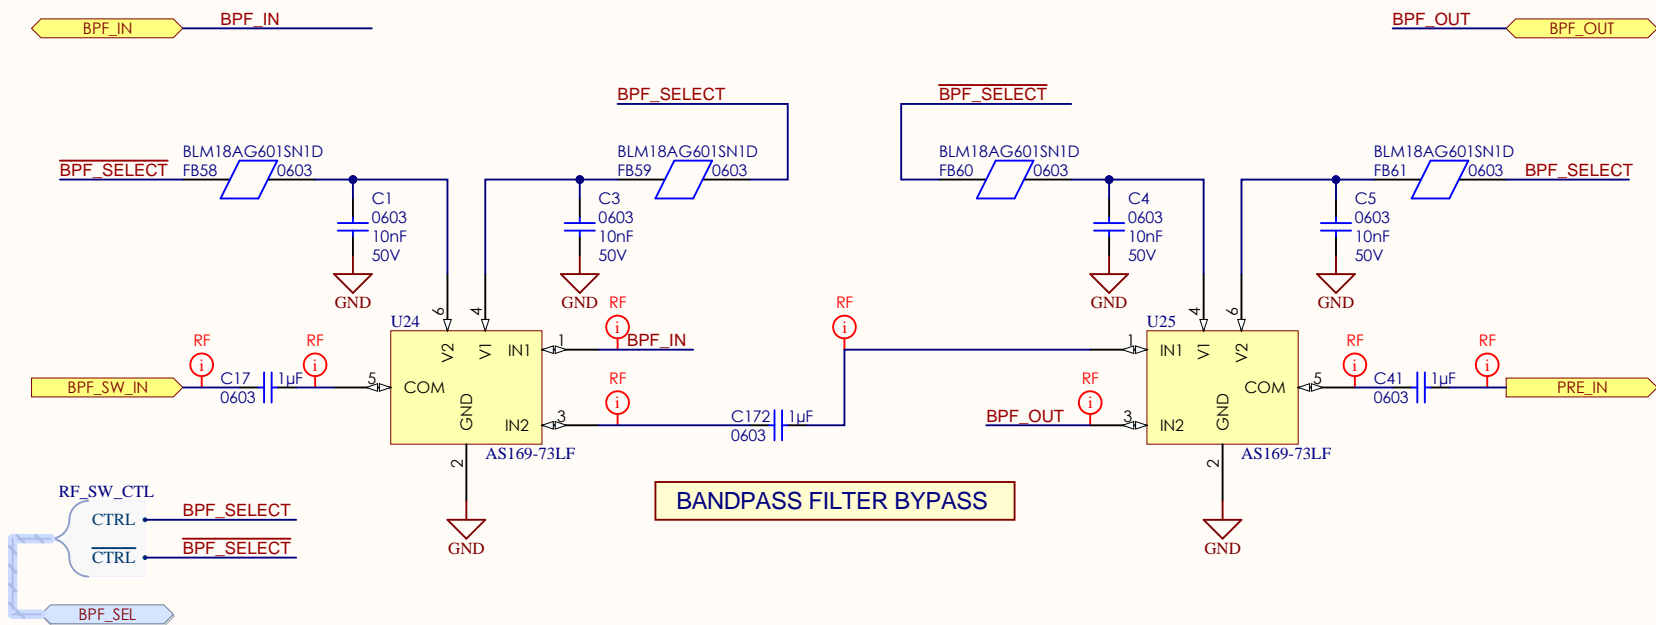 BPF_IN
BPF_IN
BPF_OUT
BPF_OUT
BPF_SELECT
BPF_SELECT
BPF_SELECT
BLM18AG601SN1D
FB58
0603
BLM18AG601SN1D
FB59
0603
BLM18AG601SN1D
FB60
0603
BLM18AG601SN1D
FB61
0603
BPF_SELECT
C1
0603
10nF
50V
GND
C3
0603
10nF
50V
GND
C4
0603
10nF
50V
GND
C5
0603
10nF
50V
GND
BPF_SW_IN
RF
i
C17
0603
1µF
RF
i
5
U24
6
V2
4
V1
COM
GND
IN1
IN2
1
3
2
AS169-73LF
GND
RF
i
BPF_IN
RF
i
C172
0603
1µF
RF
i
BPF_OUT
RF
i
U25
4
V1
6
V2
1
IN1
3
IN2
COM
GND
5
2
AS169-73LF
GND
RF
i
C41
0603
1µF
RF
i
PRE_IN
BANDPASS FILTER BYPASS
RF_SW_CTL
CTRL
BPF_SELECT
CTRL
BPF_SELECT
BPF_SEL